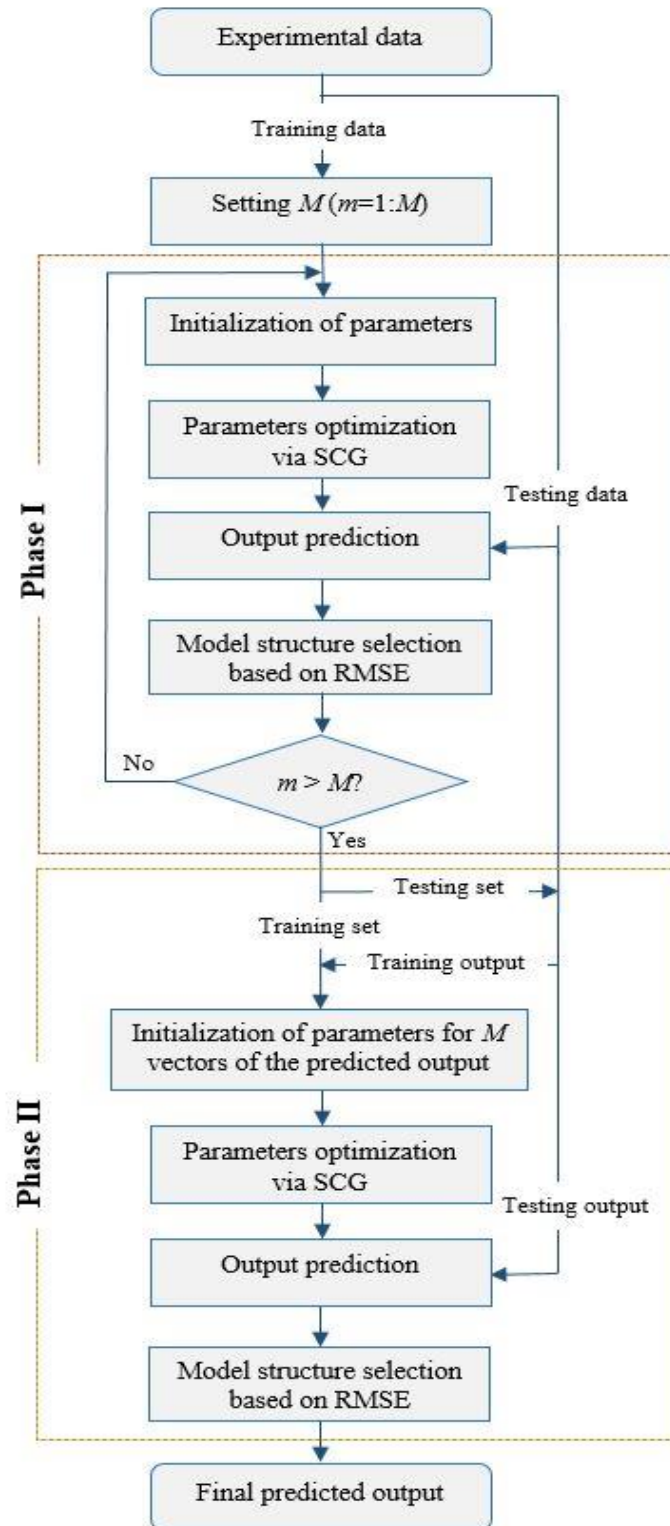 Experimental data
Training data
Setting M (m=1:M)
Initialization of parameters
Parameters optimization
via SCG
Testing data
Output prediction
Phase I
Model structure selection
based on RMSE
No
m > M?
Yes
Testing set
Training set
Training output
Initialization of parameters for M
vectors of the predicted output
Phase II
Parameters optimization
via SCG
Testing output
Output prediction
Model structure selection
based on RMSE
Final predicted output